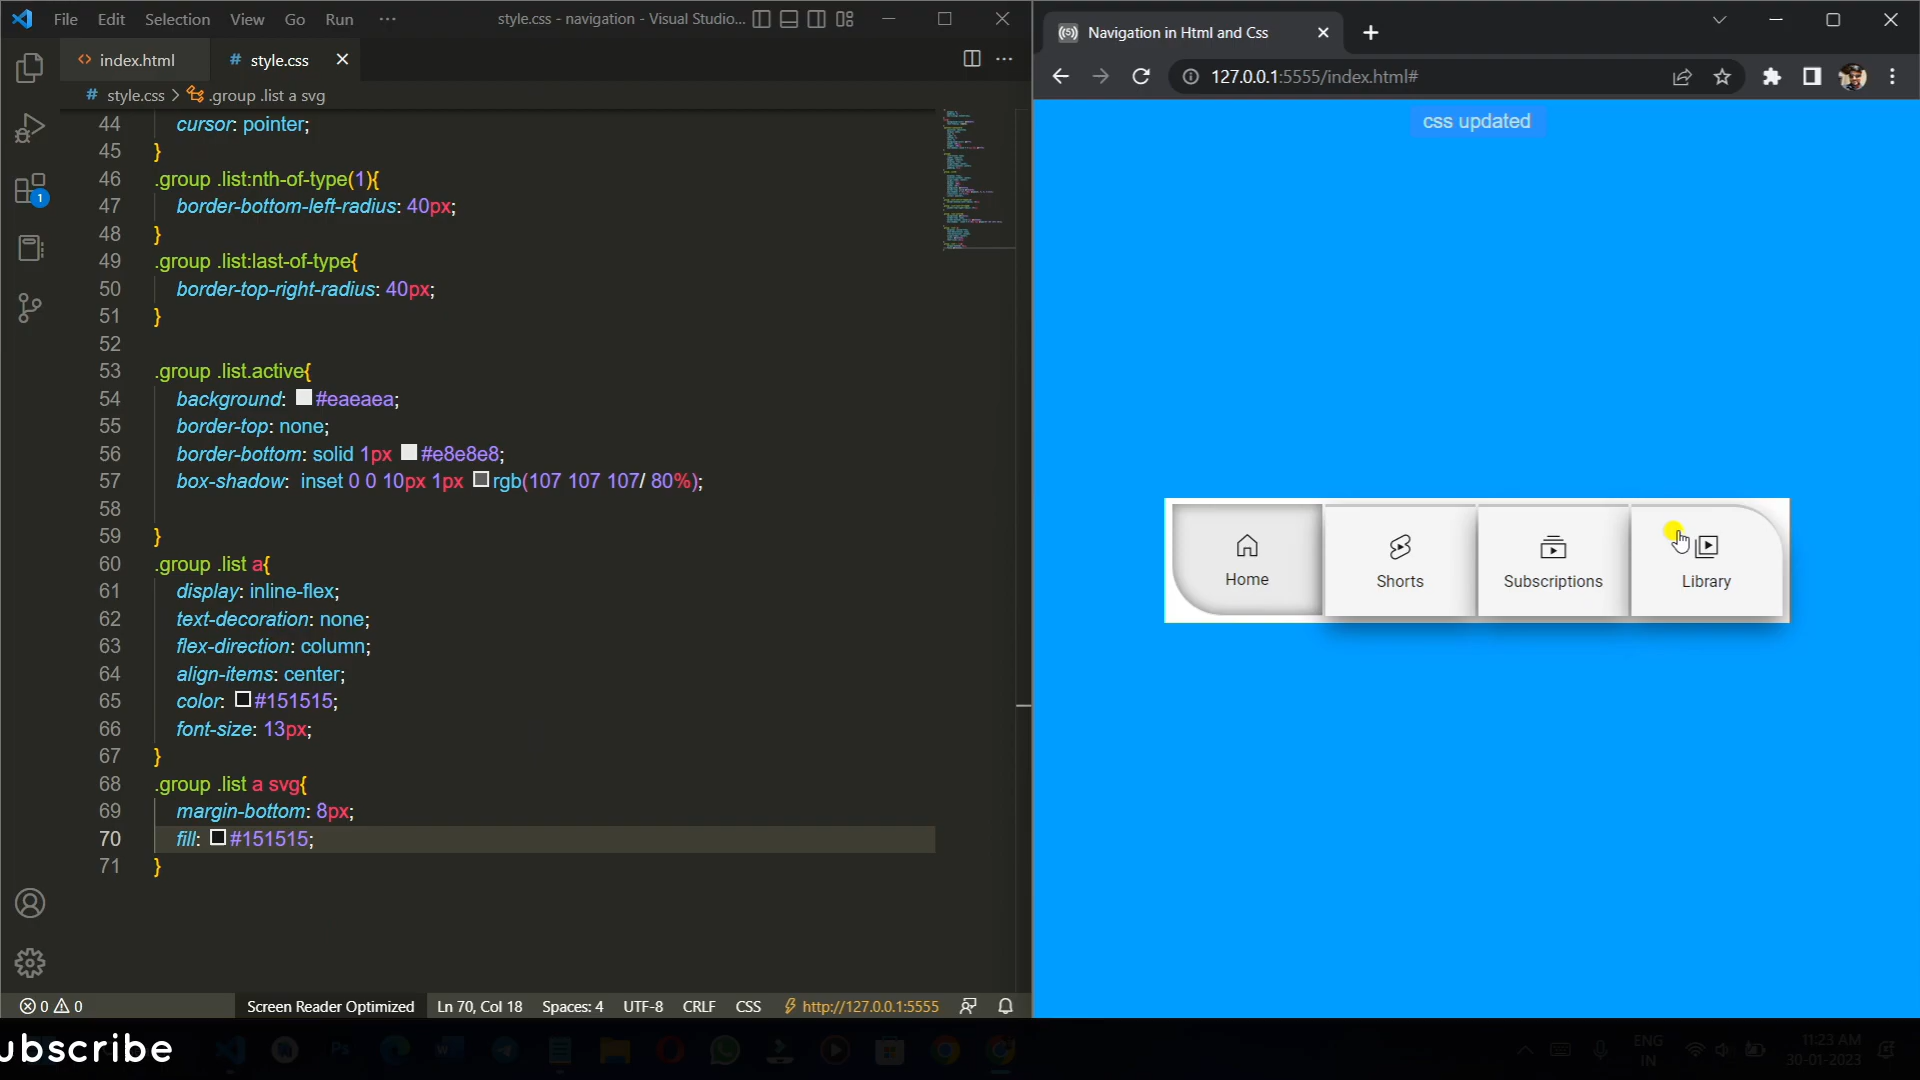 File Edit Selection View Go Run ··· style.css - navigation - Visual Studio...
index.html # style.css
# style.css > .group .list a svg
44 cursor: pointer;
45 }
46 .group .list:nth-of-type(1){
47 border-bottom-left-radius: 40px;
48 }
49 .group .list:last-of-type{
50 border-top-right-radius: 40px;
51 }
52
53 .group .list.active{
54 background: #eaeaea;
55 border-top: none;
56 border-bottom: solid 1px #e8e8e8;
57 box-shadow: inset 0 0 10px 1px rgb(107 107 107/ 80%);
58
59 }
60 .group .list a{
61 display: inline-flex;
62 text-decoration: none;
63 flex-direction: column;
64 align-items: center;
65 color: #151515;
66 font-size: 13px;
67 }
68 .group .list a svg{
69 margin-bottom: 8px;
70 fill: #151515;
71 }
1
0 0 Screen Reader Optimized Ln 70, Col 18 Spaces: 4 UTF-8 CRLF CSS http://127.0.0.1:5555
Navigation in Html and Css
127.0.0.1:5555/index.html#
css updated
Home Shorts Subscriptions Library
ubscribe
ENG
IN
11:23 AM
30-01-2023